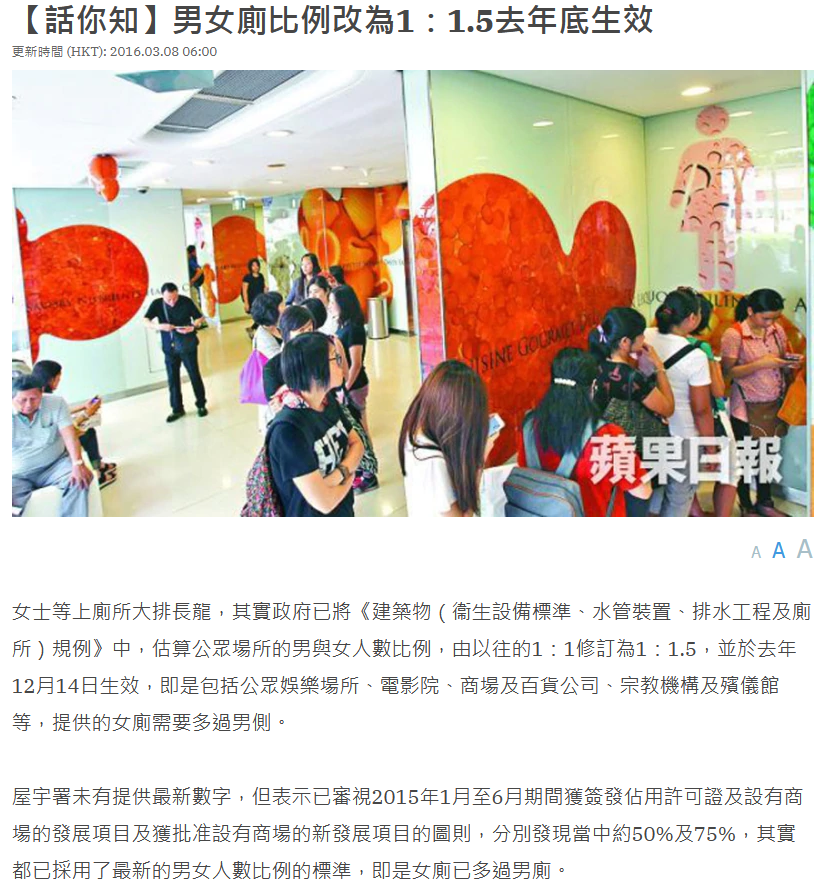 【話你知】男女廁比例改為1：1.5去年底生效
更新時間 (HKT): 2016.03.08 06:00
SINE GOURMET
蘋果日報
A A A
女士等上廁所大排長龍，其實政府已將《建築物（衞生設備標準、水管裝置、排水工程及廁
所）規例》中，估算公眾場所的男與女人數比例，由以往的1：1修訂為1：1.5，並於去年
12月14日生效，即是包括公眾娛樂場所、電影院、商場及百貨公司、宗教機構及殯儀館
等，提供的女廁需要多過男側。
屋宇署未有提供最新數字，但表示已審視2015年1月至6月期間獲簽發佔用許可證及設有商
場的發展項目及獲批准設有商場的新發展項目的圖則，分別發現當中約50%及75%，其實
都已採用了最新的男女人數比例的標準，即是女廁已多過男廁。